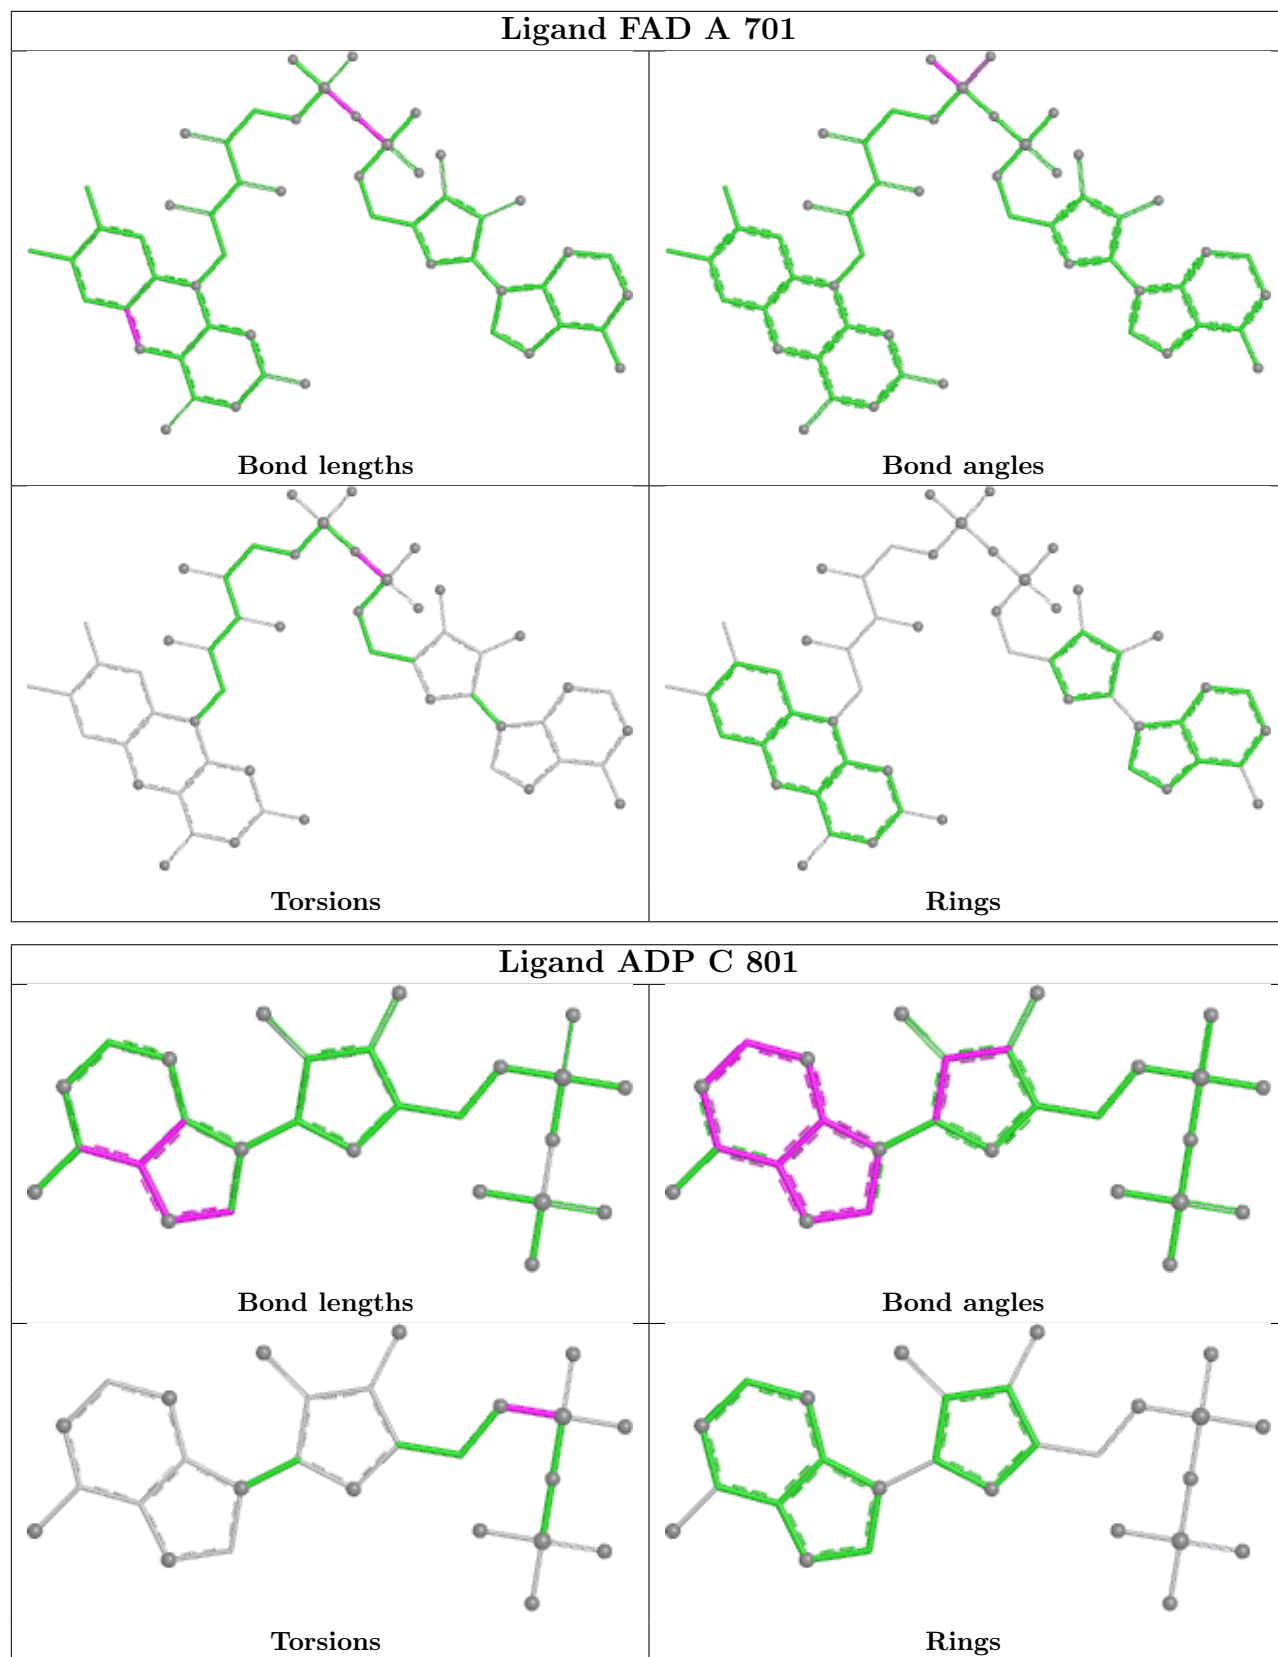 Ligand FAD A 701
Bond lengths
Bond angles
Torsions
Rings
Ligand ADP C 801
Bond lengths
Bond angles
Torsions
Rings